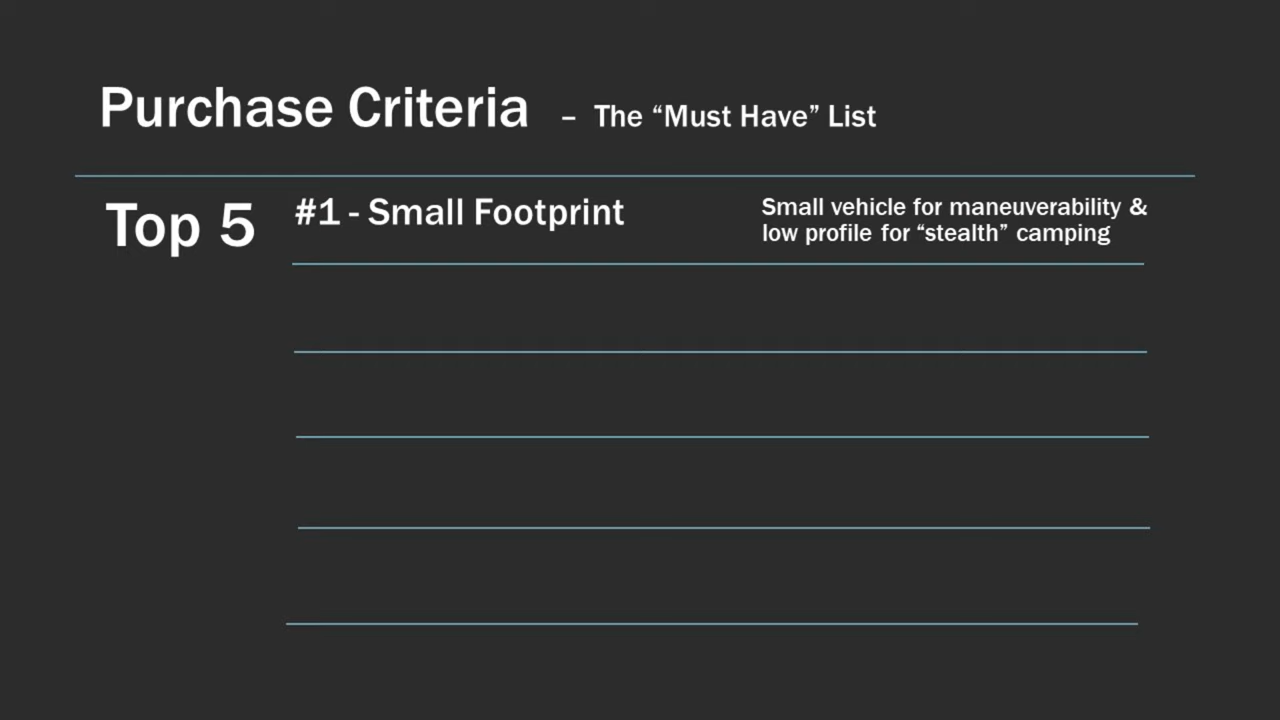 Purchase Criteria – The “Must Have” List
Top 5
#1 - Small Footprint
Small vehicle for maneuverability &
low profile for “stealth” camping